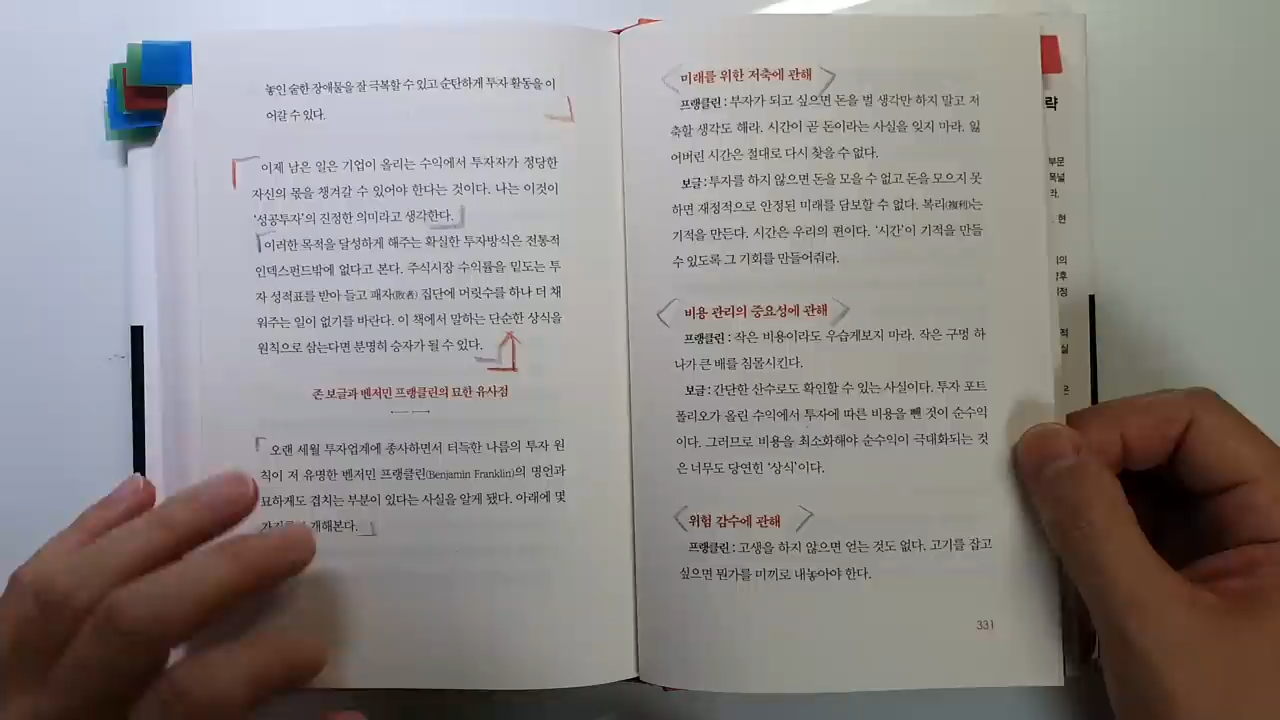 놓인 숱한 장애물을 잘 극복할 수 있고 순탄하게 투자 활동을 이
어갈 수 있다.
이제 남은 일은 기업이 올리는 수익에서 투자자가 정당한
자신의 몫을 챙겨갈 수 있어야 한다는 것이다. 나는 이것이
'성공투자'의 진정한 의미라고 생각한다.
이러한 목적을 달성하게 해주는 확실한 투자방식은 전통적
인덱스펀드밖에 없다고 본다. 주식시장 수익률을 밑도는 투
자 성적표를 받아 들고 패자(敗者) 집단에 머릿수를 하나 더 채
워주는 일이 없기를 바란다. 이 책에서 말하는 단순한 상식을
원칙으로 삼는다면 분명히 승자가 될 수 있다.
존 보글과 벤저민 프랭클린의 묘한 유사점
오랜 세월 투자업계에 종사하면서 터득한 나름의 투자 원
칙이 저 유명한 벤저민 프랭클린(Benjamin Franklin)의 명언과
묘하게도 겹치는 부분이 있다는 사실을 알게 됐다. 아래에 몇
개해본다.
미래를 위한 저축에 관해
프랭클린 : 부자가 되고 싶으면 돈을 벌 생각만 하지 말고 저
축할 생각도 해라. 시간이 곧 돈이라는 사실을 잊지 마라. 잃
어버린 시간은 절대로 다시 찾을 수 없다.
보글 : 투자를 하지 않으면 돈을 모을 수 없고 돈을 모으지 못
하면 재정적으로 안정된 미래를 담보할 수 없다. 복리(複利)는
기적을 만든다. 시간은 우리의 편이다. '시간'이 기적을 만들
수 있도록 그 기회를 만들어줘라.
비용 관리의 중요성에 관해
프랭클린 : 작은 비용이라도 우습게보지 마라. 작은 구멍 하
나가 큰 배를 침몰시킨다.
보글 : 간단한 산수로도 확인할 수 있는 사실이다. 투자 포트
폴리오가 올린 수익에서 투자에 따른 비용을 뺀 것이 순수익
이다. 그러므로 비용을 최소화해야 순수익이 극대화되는 것
은 너무도 당연한 '상식'이다.
위험 감수에 관해
프랭클린 : 고생을 하지 않으면 얻는 것도 없다. 고기를 잡고
싶으면 뭔가를 미끼로 내놓아야 한다.
331
략